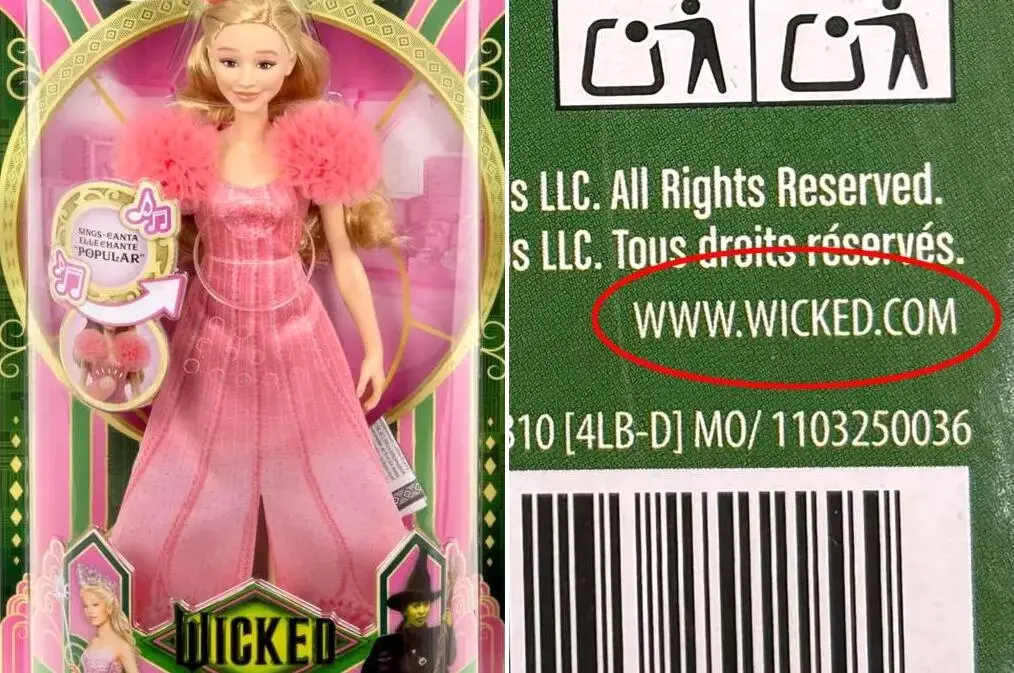 SINGS·CANTA
ELLE CHANTE
"POPULAR"
WICKED
s LLC. All Rights Reserved.
s LLC. Tous droits réservés.
WWW.WICKED.COM
310 [4LB-D] MO/ 1103250036